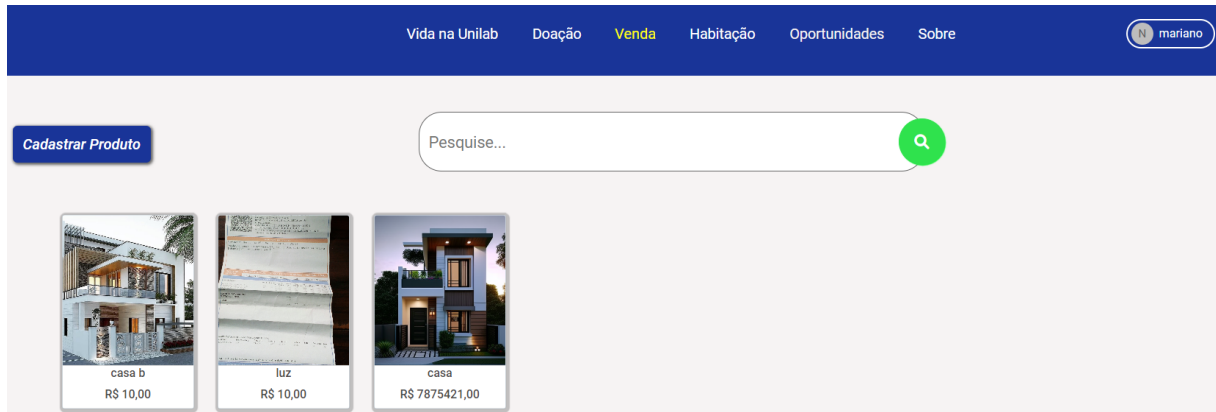 Vida na Unilab Doação Venda Habitação Oportunidades Sobre N mariano
Cadastrar Produto
Pesquise...
casa b
R$ 10,00
luz
R$ 10,00
casa
R$ 7875421,00